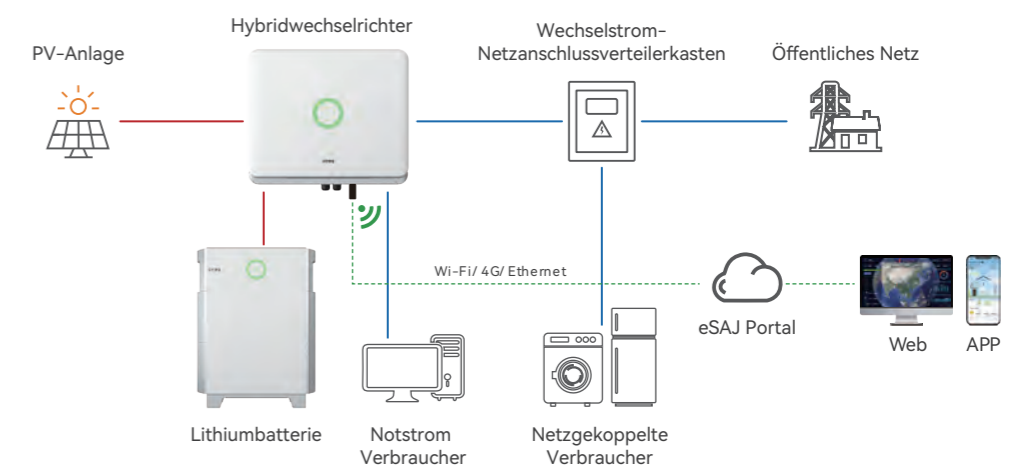 Hybridwechselrichter
Wechselstrom-
Netzanschlussverteilerkasten
PV-Anlage
Öffentliches Netz
Wi-Fi/ 4G/ Ethernet
eSAJ Portal
Web
APP
Lithiumbatterie
Notstrom
Verbraucher
Netzgekoppelte
Verbraucher